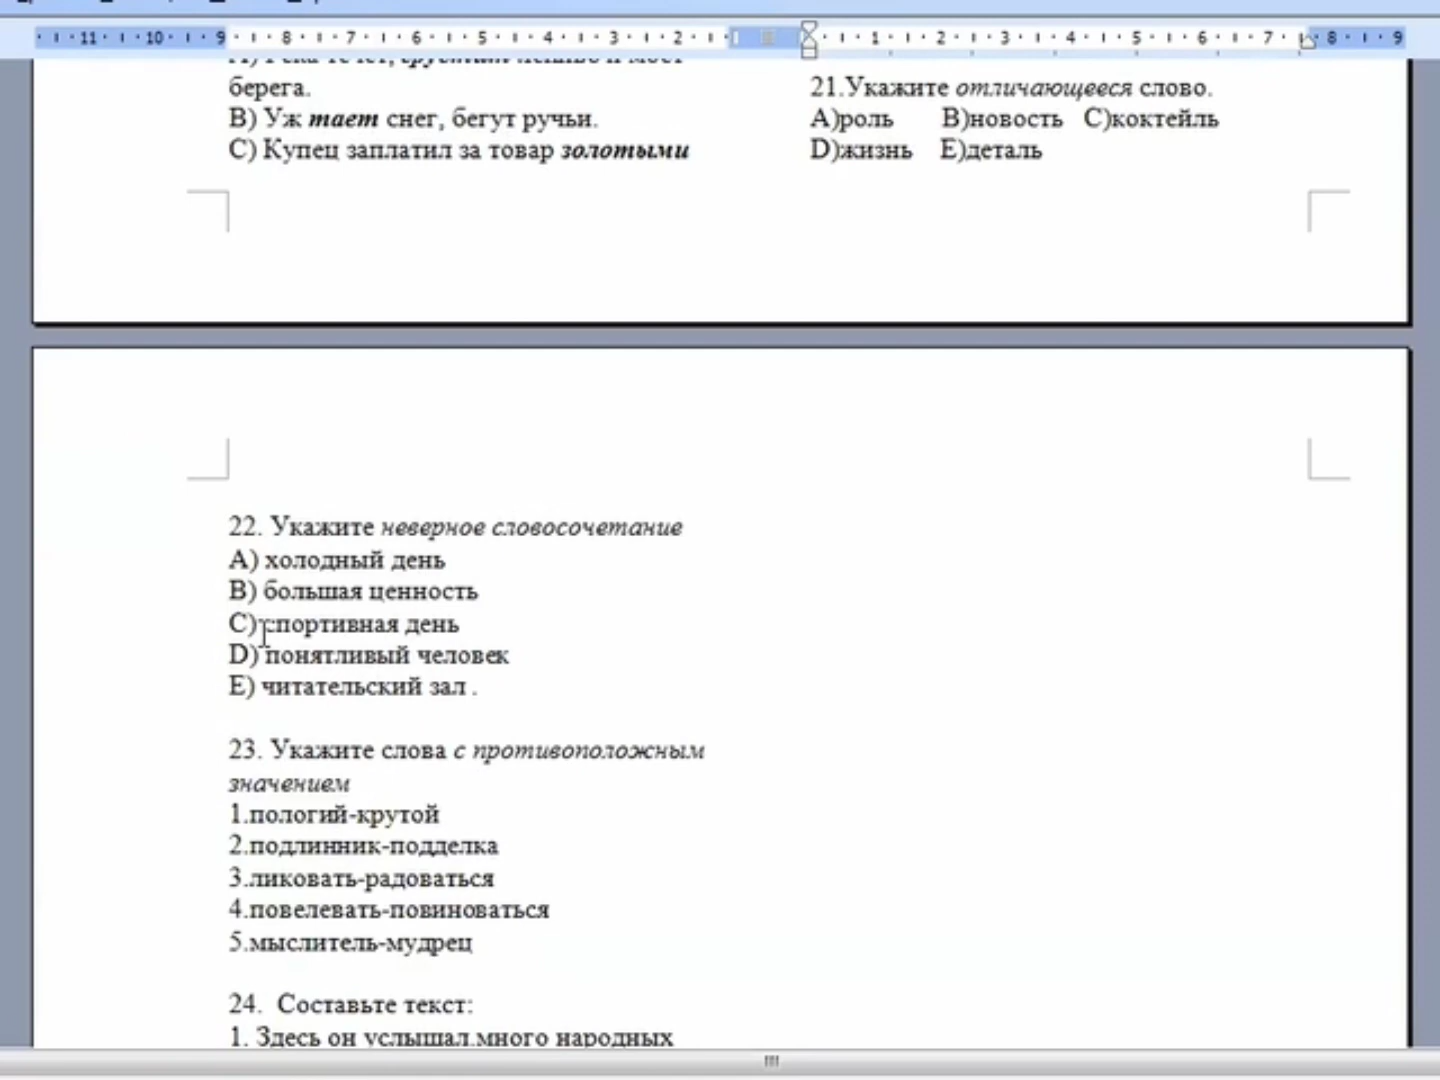 берега.
B) Уж тает снег, бегут ручьи.
C) Купец заплатил за товар золотыми
21.Укажите отличающееся слово.
A)роль B)новость C)коктейль
D)жизнь E)деталь
22. Укажите неверное словосочетание
A) холодный день
B) большая ценность
C) спортивная день
D) понятливый человек
E) читательский зал .
23. Укажите слова с противоположным
значением
1.пологий-крутой
2.подлинник-подделка
3.ликовать-радоваться
4.повелевать-повиноваться
5.мыслитель-мудрец
24. Составьте текст:
1. Здесь он услышал много народных